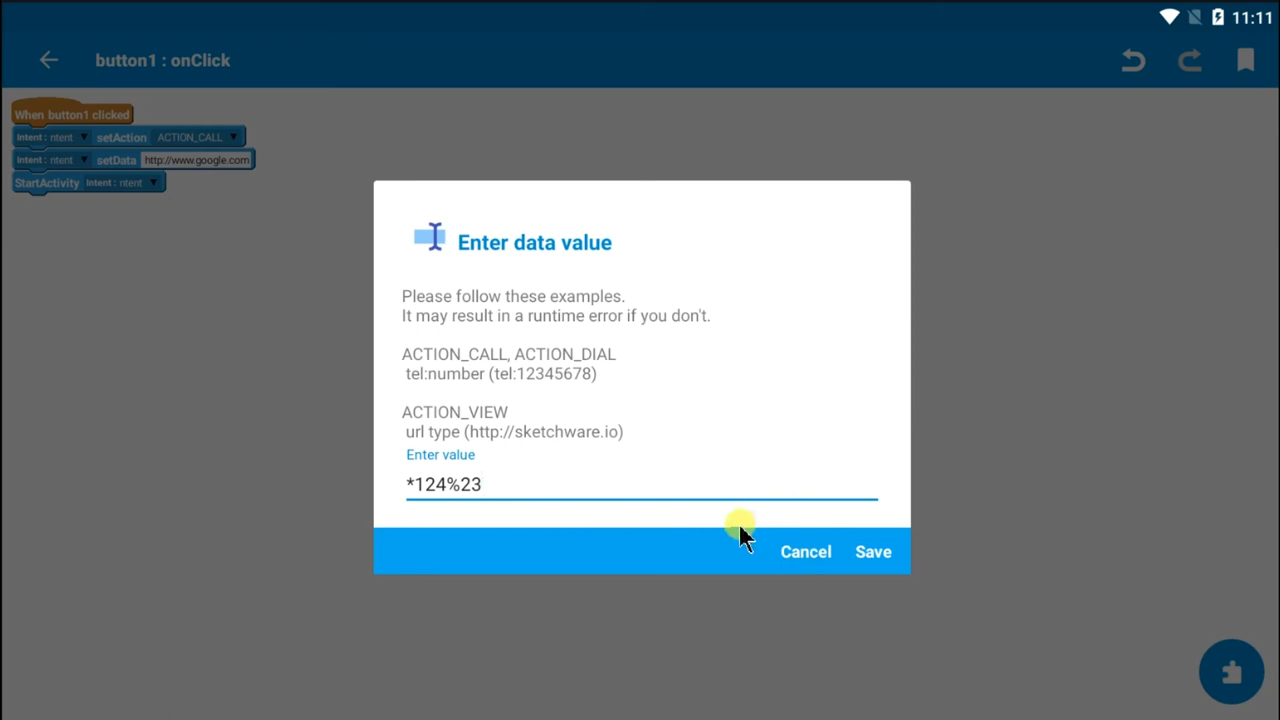 11:11
button1 : onClick
When button1 clicked
Intent : ntent setAction ACTION_CALL
Intent : ntent setData http://www.google.com
StartActivity Intent : ntent
Enter data value
Please follow these examples.
It may result in a runtime error if you don't.
ACTION_CALL, ACTION_DIAL
tel:number (tel:12345678)
ACTION_VIEW
url type (http://sketchware.io)
Enter value
*124%23
Cancel Save